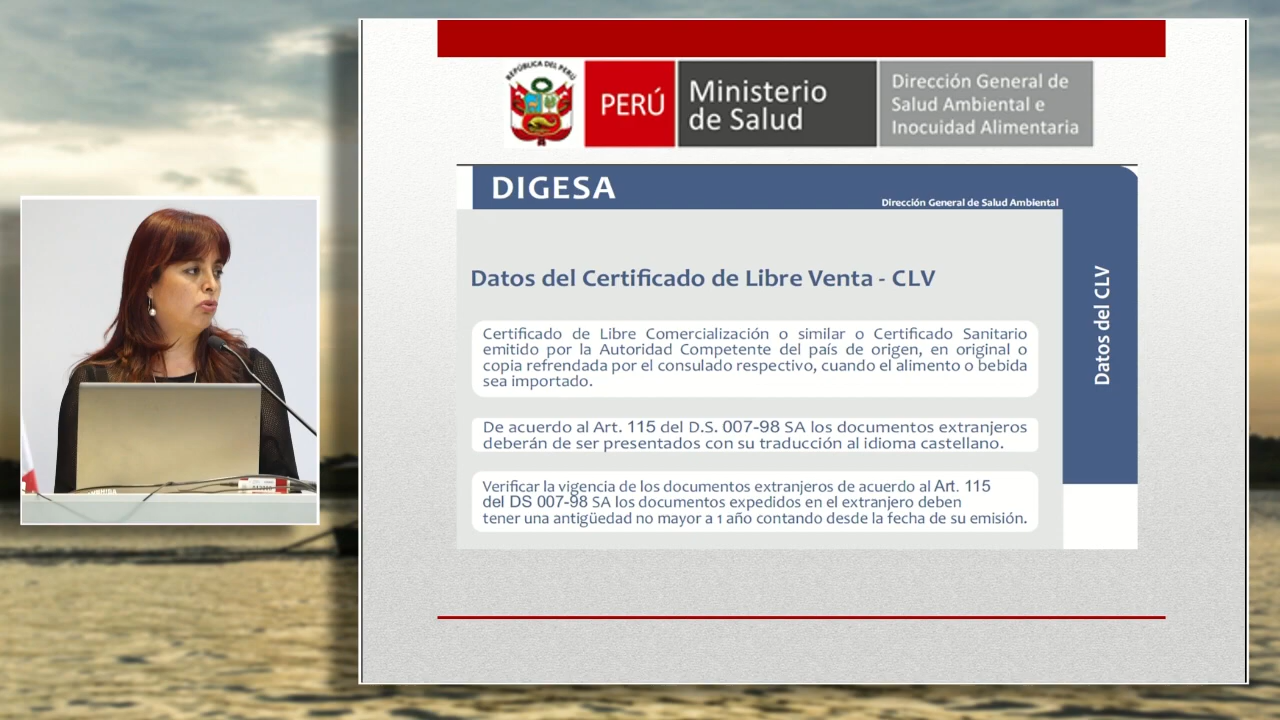 REPÚBLICA DEL PERÚ
PERÚ
Ministerio
de Salud
Dirección General de
Salud Ambiental e
Inocuidad Alimentaria
DIGESA
Dirección General de Salud Ambiental
Datos del CLV
Datos del Certificado de Libre Venta - CLV
Certificado de Libre Comercialización o similar o Certificado Sanitario
emitido por la Autoridad Competente del país de origen, en original o
copia refrendada por el consulado respectivo, cuando el alimento o bebida
sea importado.
De acuerdo al Art. 115 del D.S. 007-98 SA los documentos extranjeros
deberán de ser presentados con su traducción al idioma castellano.
Verificar la vigencia de los documentos extranjeros de acuerdo al Art. 115
del DS 007-98 SA los documentos expedidos en el extranjero deben
tener una antigüedad no mayor a 1 año contando desde la fecha de su emisión.